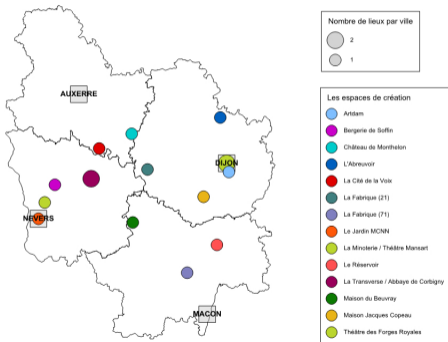 Nombre de lieux par ville
2
1
AUXERRE
DIJON
NEVERS
MACON
Les espaces de création
Artdam
Bergerie de Soffin
Château de Monthelon
L'Abreuvoir
La Cité de la Voix
La Fabrique (21)
La Fabrique (71)
Le Jardin MCNN
La Minoterie / Théâtre Mansart
Le Réservoir
La Transverse / Abbaye de Corbigny
Maison du Beuvray
Maison Jacques Copeau
Théâtre des Forges Royales